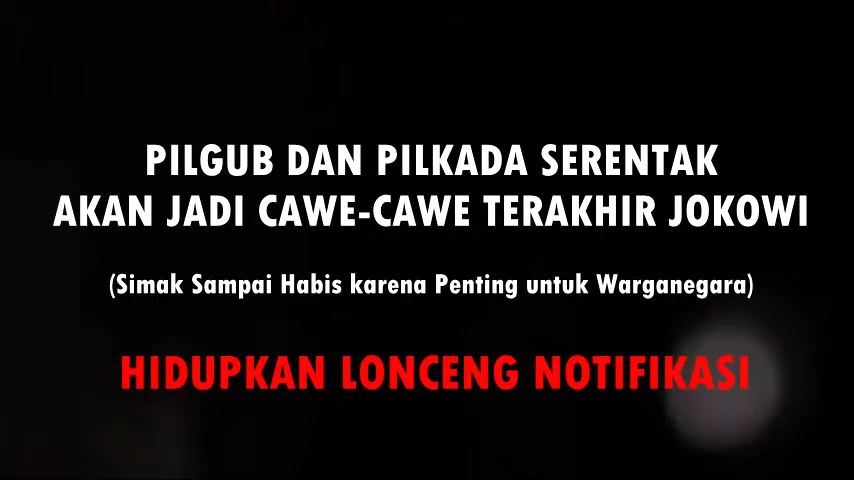 PILGUB DAN PILKADA SERENTAK
AKAN JADI CAWE-CAWE TERAKHIR JOKOWI
(Simak Sampai Habis karena Penting untuk Warganegara)
HIDUPKAN LONCENG NOTIFIKASI